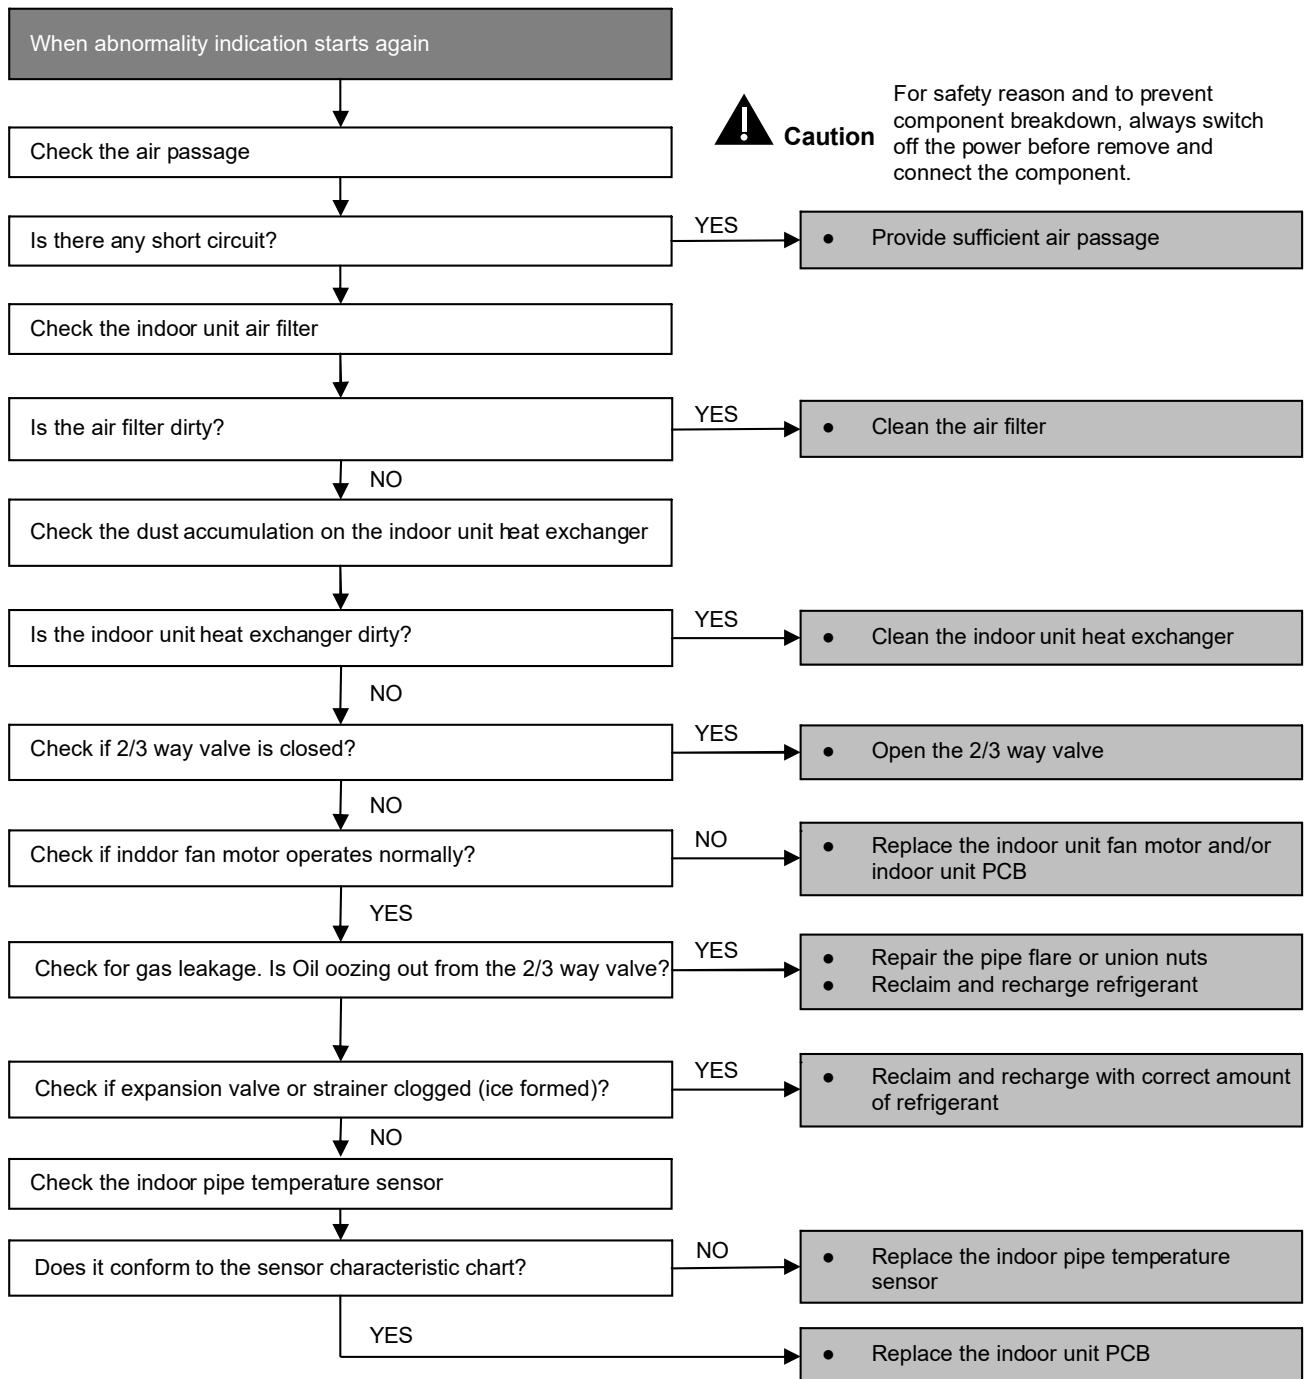 When abnormality indication starts again
For safety reason and to prevent
component breakdown, always switch
off the power before remove and
connect the component.
Caution
Check the air passage
Is there any short circuit?
YES
● Provide sufficient air passage
Check the indoor unit air filter
Is the air filter dirty?
YES
● Clean the air filter
NO
Check the dust accumulation on the indoor unit heat exchanger
Is the indoor unit heat exchanger dirty?
YES
● Clean the indoor unit heat exchanger
NO
Check if 2/3 way valve is closed?
YES
● Open the 2/3 way valve
NO
Check if inddor fan motor operates normally?
NO
● Replace the indoor unit fan motor and/or
indoor unit PCB
YES
Check for gas leakage. Is Oil oozing out from the 2/3 way valve?
YES
● Repair the pipe flare or union nuts
● Reclaim and recharge refrigerant
Check if expansion valve or strainer clogged (ice formed)?
YES
● Reclaim and recharge with correct amount
of refrigerant
NO
Check the indoor pipe temperature sensor
Does it conform to the sensor characteristic chart?
NO
● Replace the indoor pipe temperature
sensor
YES
● Replace the indoor unit PCB